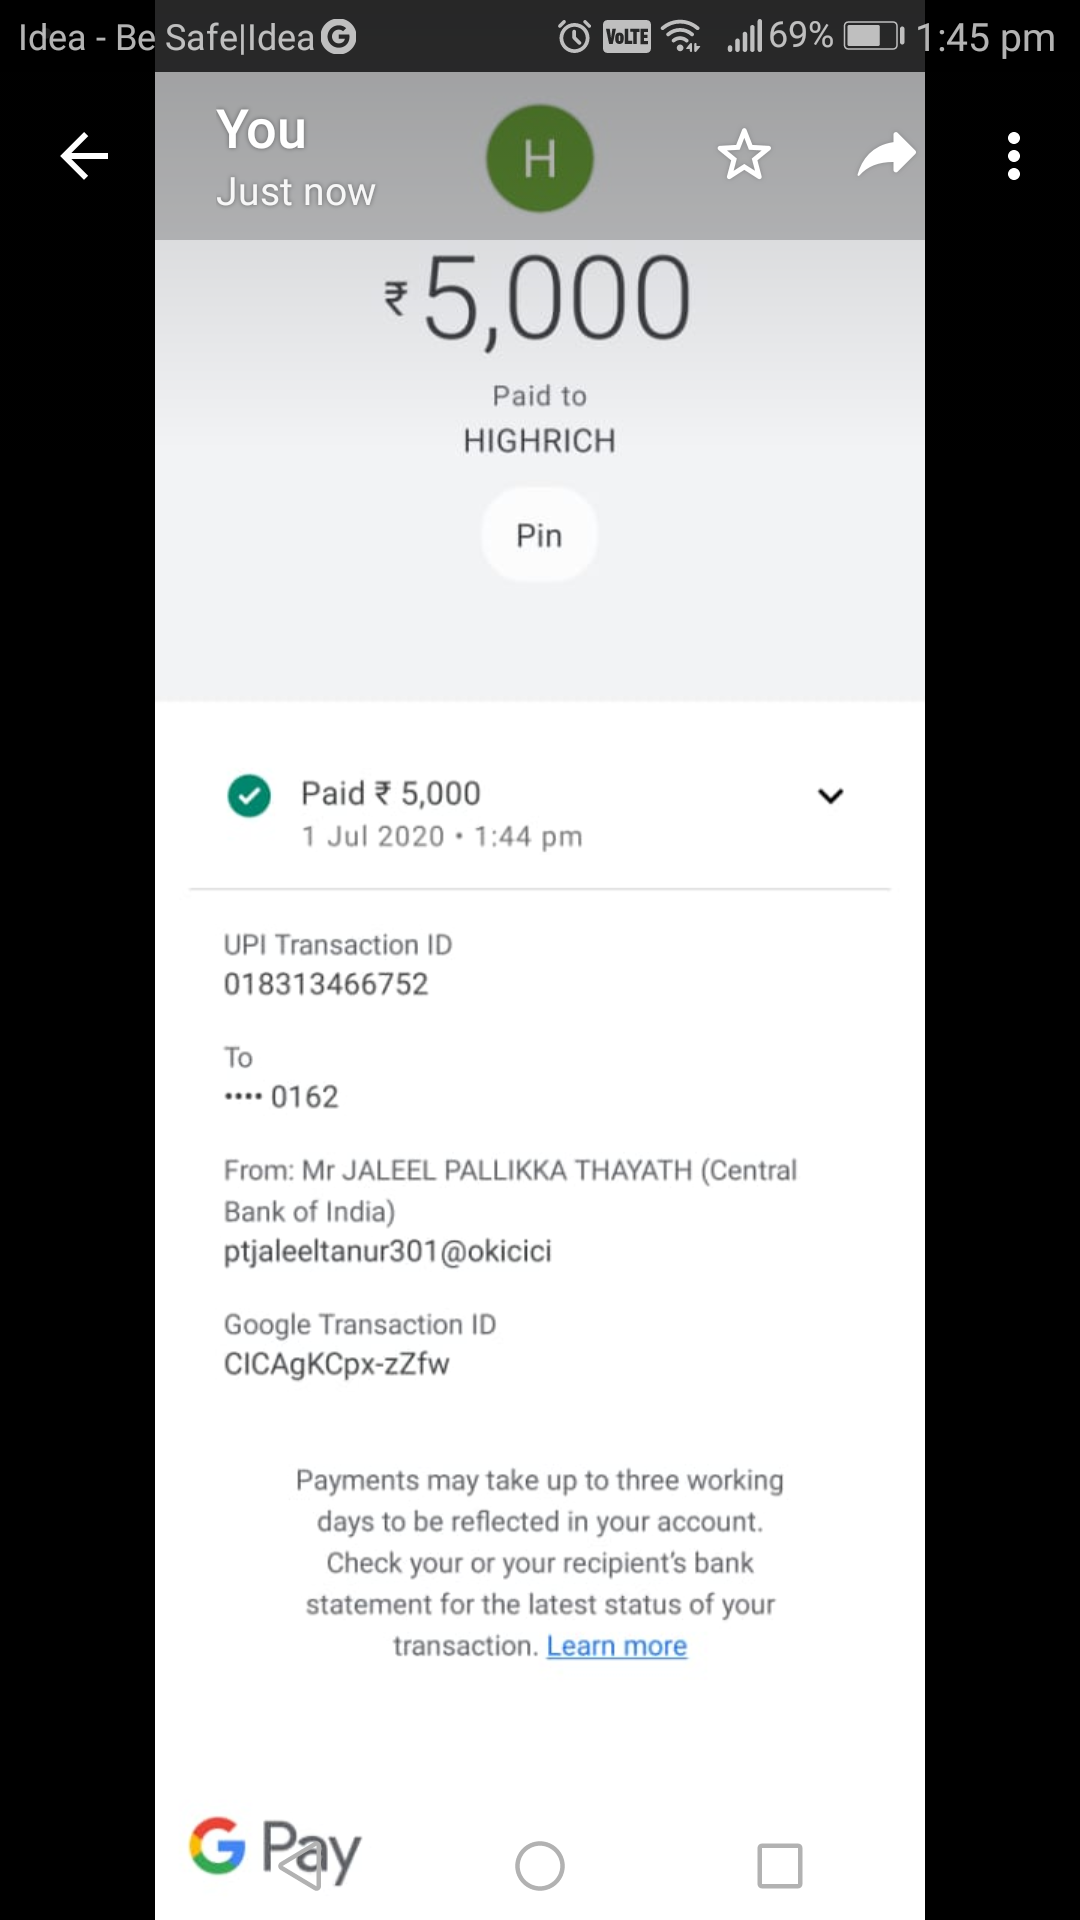 Idea - Be Safe|Idea G VoLTE 69% 1:45 pm
You
Just now
H
₹5,000
Paid to
HIGHRICH
Pin
Paid ₹ 5,000
1 Jul 2020 • 1:44 pm
UPI Transaction ID
018313466752
To
•••• 0162
From: Mr JALEEL PALLIKKA THAYATH (Central
Bank of India)
ptjaleeltanur301@okicici
Google Transaction ID
CICAgKCpx-zZfw
Payments may take up to three working
days to be reflected in your account.
Check your or your recipient's bank
statement for the latest status of your
transaction. Learn more
G Pay